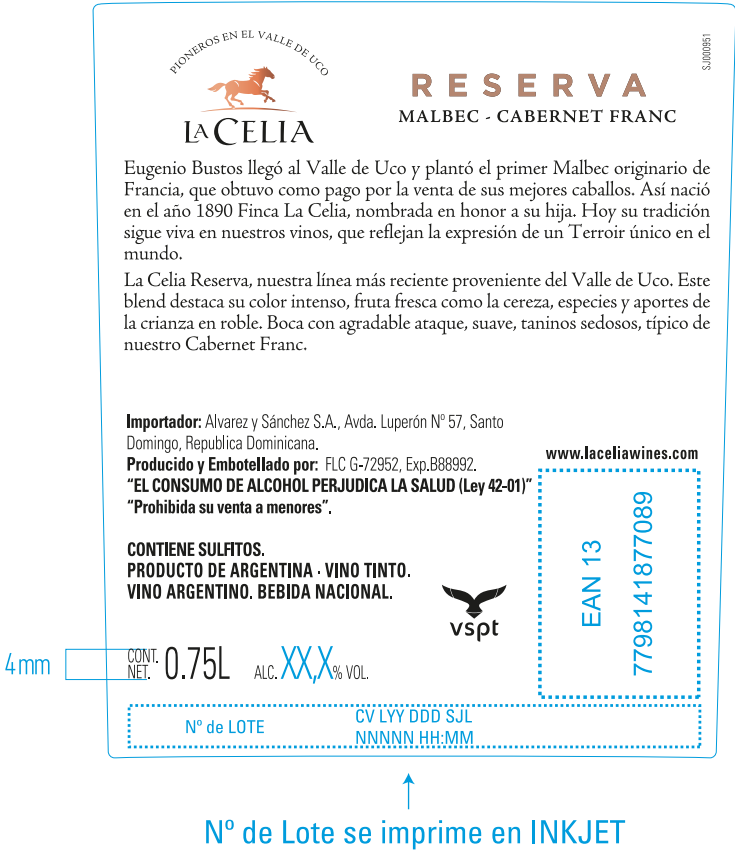 PIONEROS EN EL VALLE DE UCO
LA CELIA
RESERVA
MALBEC - CABERNET FRANC
SJ000951
Eugenio Bustos llegó al Valle de Uco y plantó el primer Malbec originario de
Francia, que obtuvo como pago por la venta de sus mejores caballos. Así nació
en el año 1890 Finca La Celia, nombrada en honor a su hija. Hoy su tradición
sigue viva en nuestros vinos, que reflejan la expresión de un Terroir único en el
mundo.
La Celia Reserva, nuestra línea más reciente proveniente del Valle de Uco. Este
blend destaca su color intenso, fruta fresca como la cereza, especies y aportes de
la crianza en roble. Boca con agradable ataque, suave, taninos sedosos, típico de
nuestro Cabernet Franc.
Importador: Alvarez y Sánchez S.A., Avda. Luperón Nº 57, Santo
Domingo, Republica Dominicana.
Producido y Embotellado por: FLC G-72952, Exp.B88992.
“EL CONSUMO DE ALCOHOL PERJUDICA LA SALUD (Ley 42-01)”
“Prohibida su venta a menores”.
CONTIENE SULFITOS.
PRODUCTO DE ARGENTINA · VINO TINTO.
VINO ARGENTINO. BEBIDA NACIONAL.
vspt
www.laceliawines.com
EAN 13
7798141877089
4mm
CONT. NET. 0.75L ALC. XX,X% VOL.
Nº de LOTE
CV LYY DDD SJL
NNNNN HH:MM
Nº de Lote se imprime en INKJET